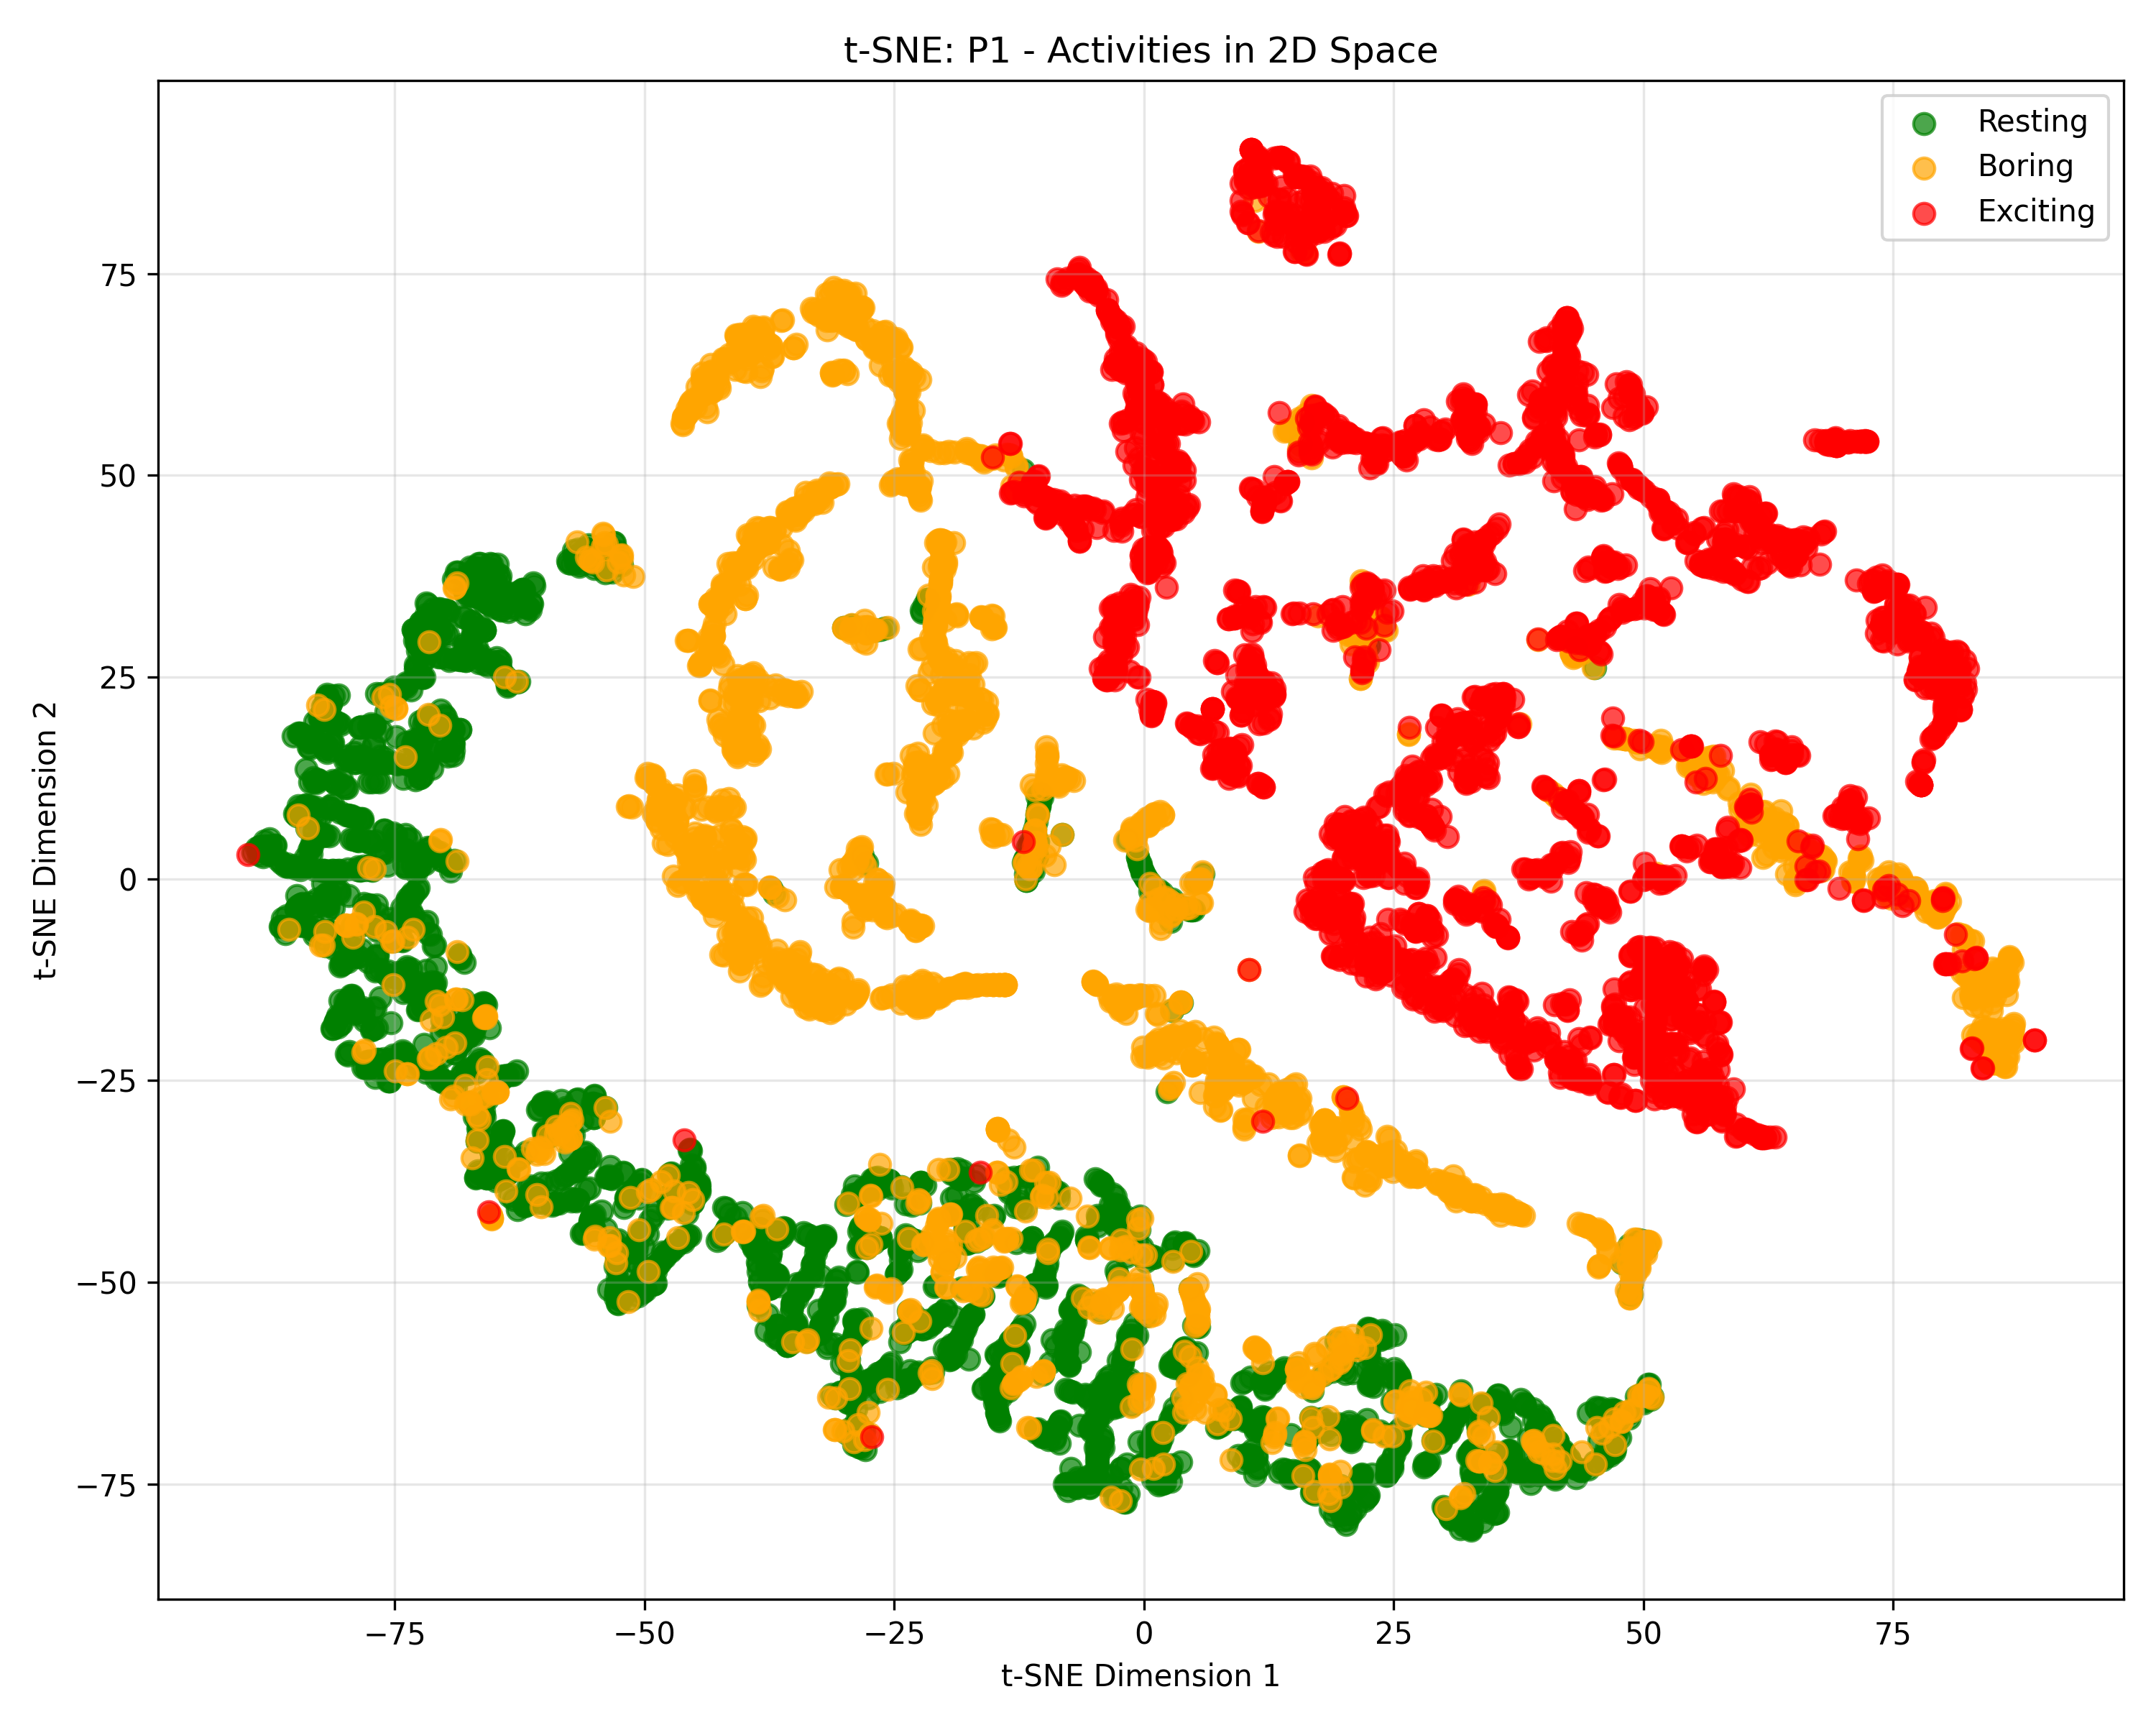 t-SNE: P1 - Activities in 2D Space
Resting
Boring
Exciting
75
50
25
0
−25
−50
−75
t-SNE Dimension 2
−75
−50
−25
0
25
50
75
t-SNE Dimension 1